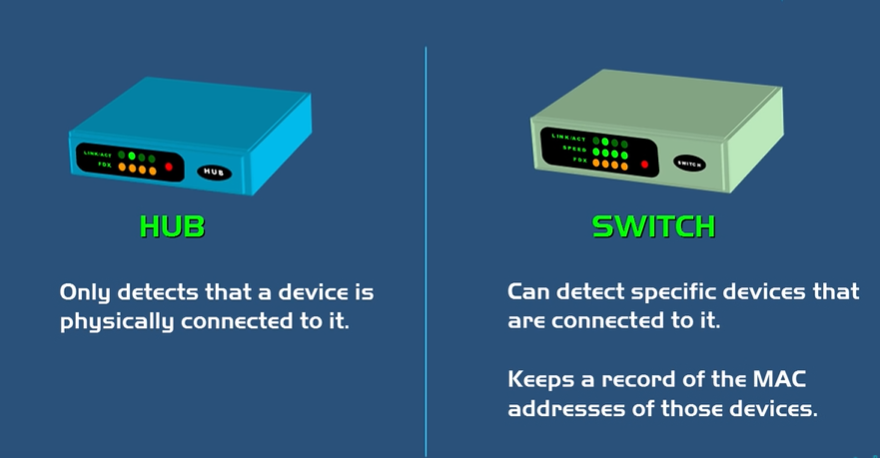 LINK/ACT
FDX
HUB
HUB
Only detects that a device is
physically connected to it.
LINK/ACT
SPEED
FDX
SWITCH
SWITCH
Can detect specific devices that
are connected to it.
Keeps a record of the MAC
addresses of those devices.